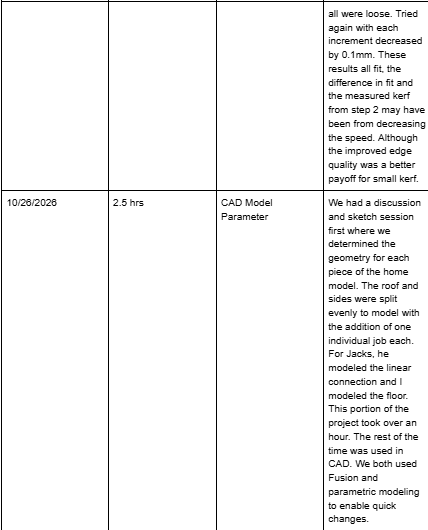 all were loose. Tried
again with each
increment decreased
by 0.1mm. These
results all fit, the
difference in fit and
the measured kerf
from step 2 may have
been from decreasing
the speed. Although
the improved edge
quality was a better
payoff for small kerf.
10/26/2026
2.5 hrs
CAD Model
Parameter
We had a discussion
and sketch session
first where we
determined the
geometry for each
piece of the home
model. The roof and
sides were split
evenly to model with
the addition of one
individual job each.
For Jacks, he
modeled the linear
connection and I
modeled the floor.
This portion of the
project took over an
hour. The rest of the
time was used in
CAD. We both used
Fusion and
parametric modeling
to enable quick
changes.